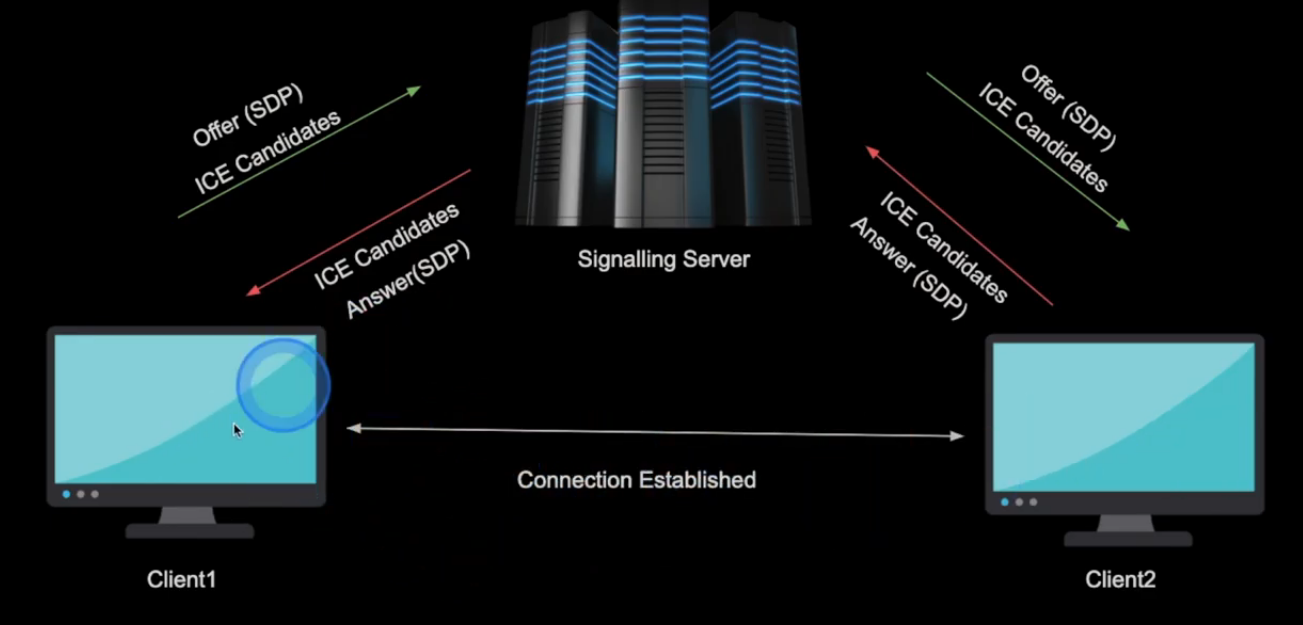 Offer (SDP)
ICE Candidates
Offer (SDP)
ICE Candidates
ICE Candidates
Answer(SDP)
ICE Candidates
Answer (SDP)
Signalling Server
Connection Established
Client1
Client2